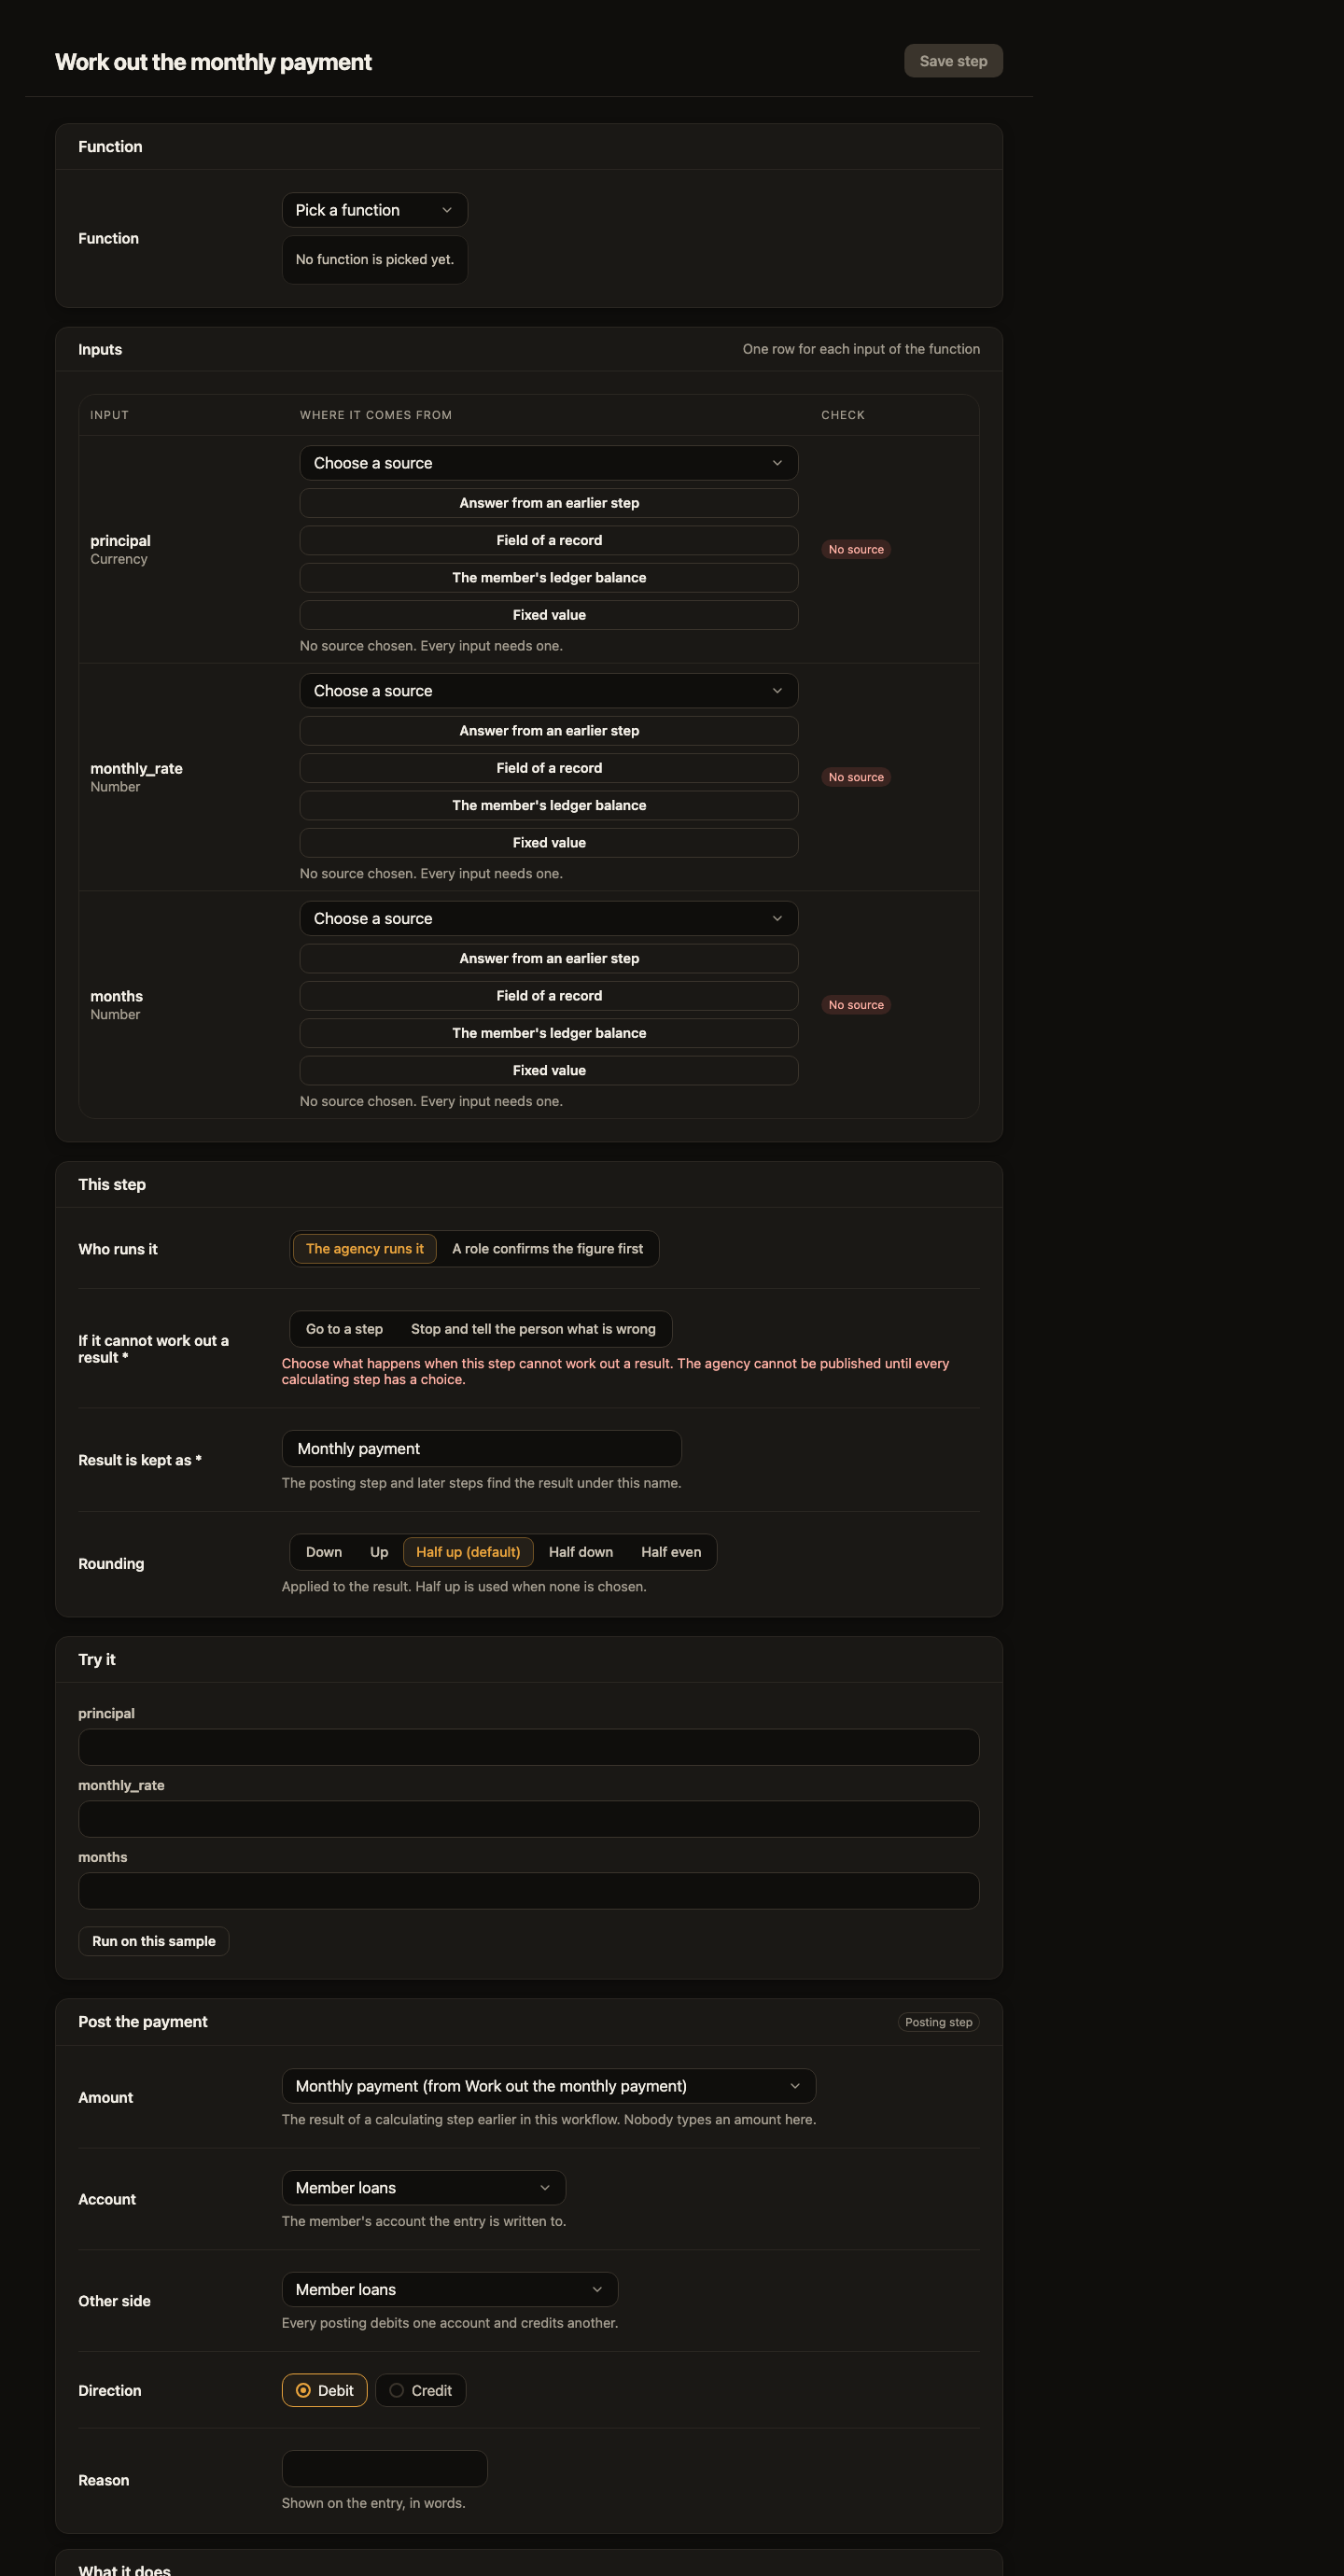 Work out the monthly payment
Save step
Function
Function
Pick a function
No function is picked yet.
Inputs
One row for each input of the function
INPUT
WHERE IT COMES FROM
CHECK
principal
Currency
Choose a source
Answer from an earlier step
Field of a record
The member's ledger balance
Fixed value
No source chosen. Every input needs one.
No source
monthly_rate
Number
Choose a source
Answer from an earlier step
Field of a record
The member's ledger balance
Fixed value
No source chosen. Every input needs one.
No source
months
Number
Choose a source
Answer from an earlier step
Field of a record
The member's ledger balance
Fixed value
No source chosen. Every input needs one.
No source
This step
Who runs it
The agency runs it
A role confirms the figure first
If it cannot work out a
result *
Go to a step
Stop and tell the person what is wrong
Choose what happens when this step cannot work out a result. The agency cannot be published until every
calculating step has a choice.
Result is kept as *
Monthly payment
The posting step and later steps find the result under this name.
Rounding
Down
Up
Half up (default)
Half down
Half even
Applied to the result. Half up is used when none is chosen.
Try it
principal
monthly_rate
months
Run on this sample
Post the payment
Posting step
Amount
Monthly payment (from Work out the monthly payment)
The result of a calculating step earlier in this workflow. Nobody types an amount here.
Account
Member loans
The member's account the entry is written to.
Other side
Member loans
Every posting debits one account and credits another.
Direction
Debit
Credit
Reason
Shown on the entry, in words.
What it does